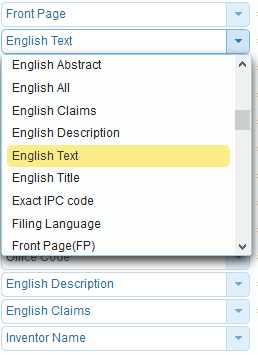 Front Page
English Text
English Abstract
English All
English Claims
English Description
English Text
English Title
Exact IPC code
Filing Language
Front Page(FP)
Office Code
English Description
English Claims
Inventor Name